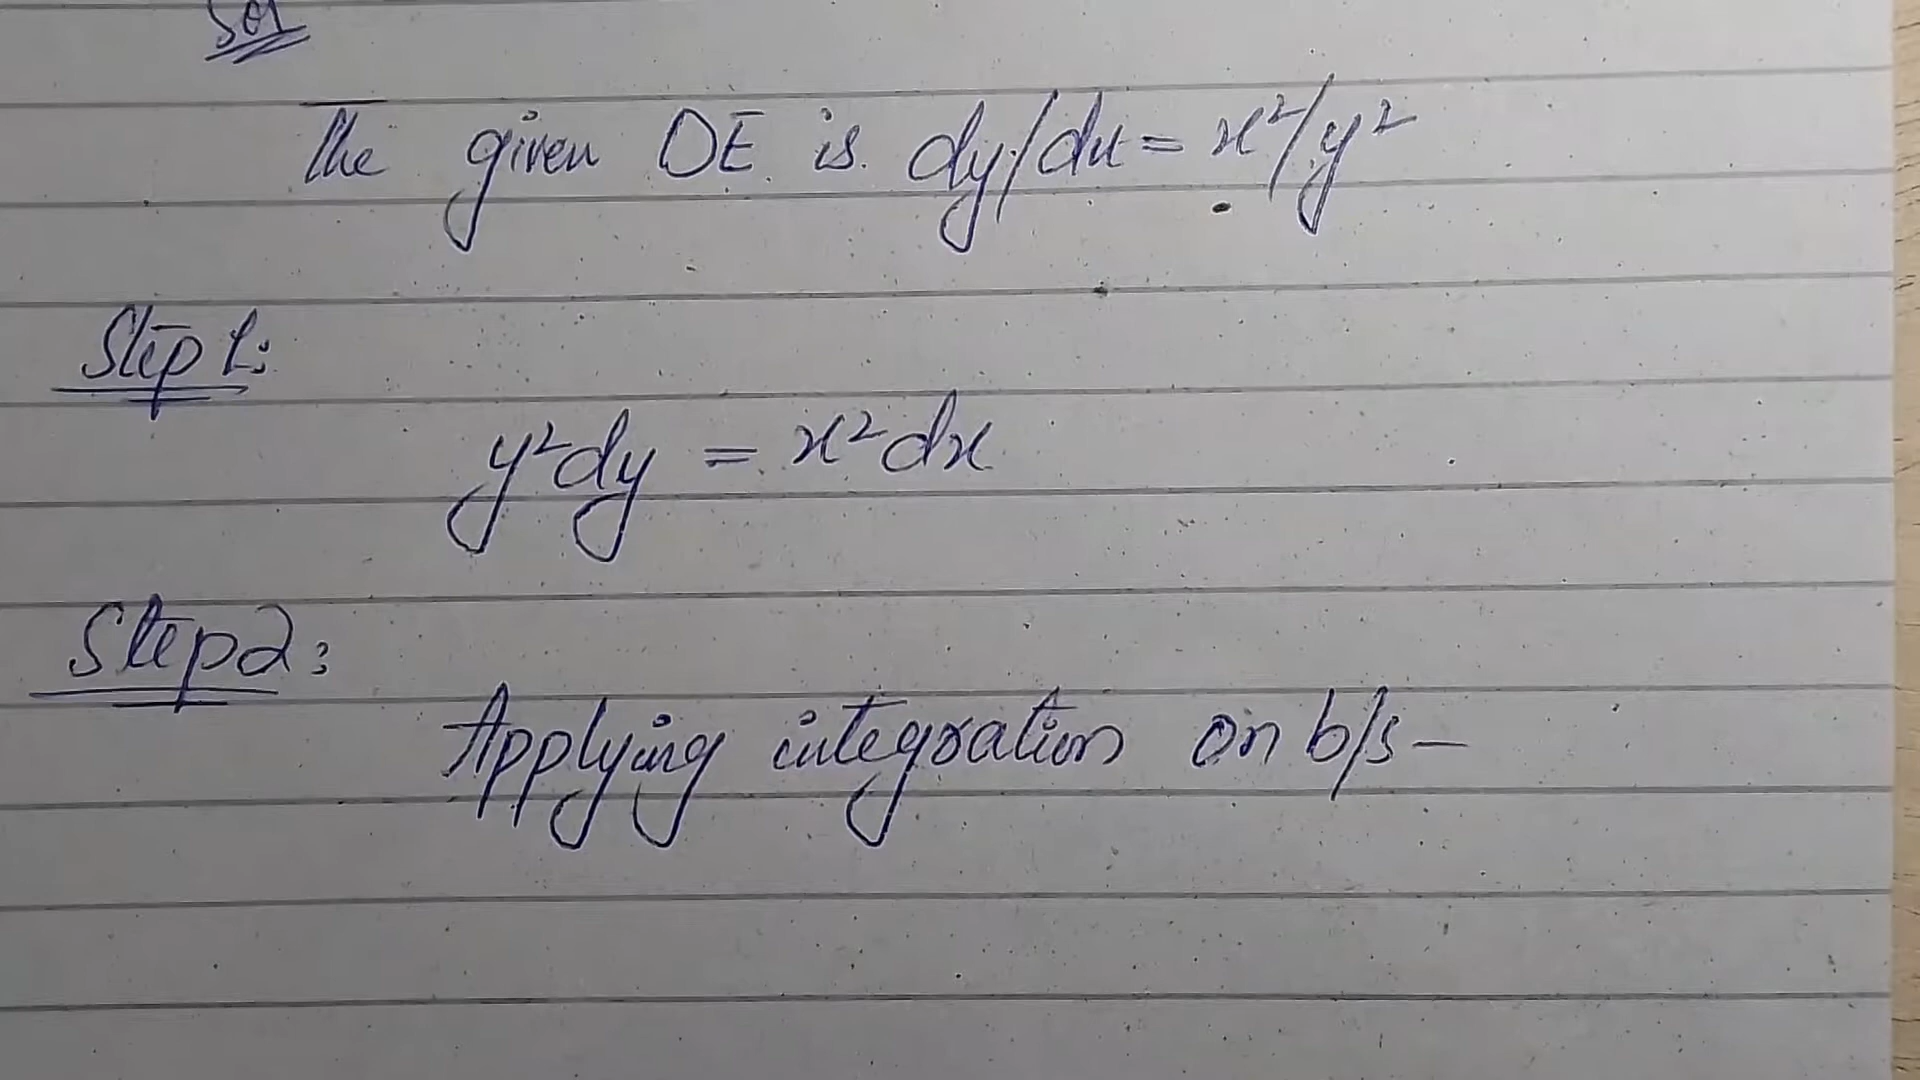 Sol
The given DE is dy/dx = x²/y²
Step 1:
y²dy = x²dx
Step 2:
Applying integration on b/s –